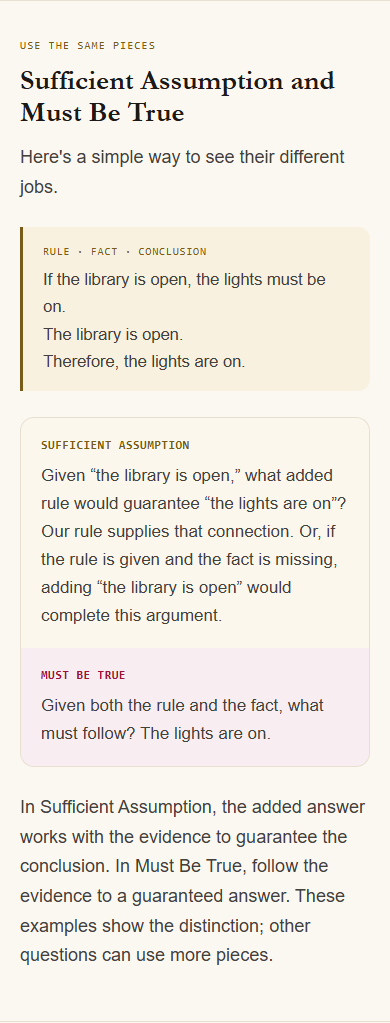 USE THE SAME PIECES
Sufficient Assumption and
Must Be True
Here's a simple way to see their different
jobs.
RULE · FACT · CONCLUSION
If the library is open, the lights must be
on.
The library is open.
Therefore, the lights are on.
SUFFICIENT ASSUMPTION
Given “the library is open,” what added
rule would guarantee “the lights are on”?
Our rule supplies that connection. Or, if
the rule is given and the fact is missing,
adding “the library is open” would
complete this argument.
MUST BE TRUE
Given both the rule and the fact, what
must follow? The lights are on.
In Sufficient Assumption, the added answer
works with the evidence to guarantee the
conclusion. In Must Be True, follow the
evidence to a guaranteed answer. These
examples show the distinction; other
questions can use more pieces.